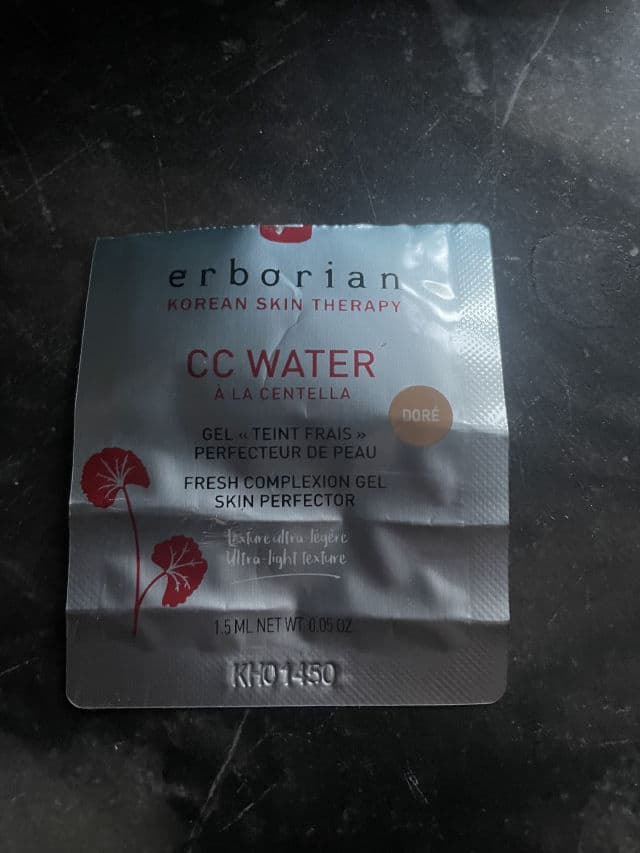 erborian
KOREAN SKIN THERAPY
CC WATER
À LA CENTELLA
DORÉ
GEL « TEINT FRAIS »
PERFECTEUR DE PEAU
FRESH COMPLEXION GEL
SKIN PERFECTOR
Texture ultra-légère
Ultra-light texture
1.5 ML NET WT 0.05 OZ
KH01450